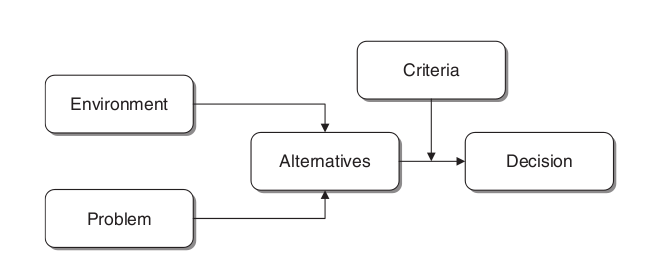 Criteria
Environment
Alternatives
Decision
Problem